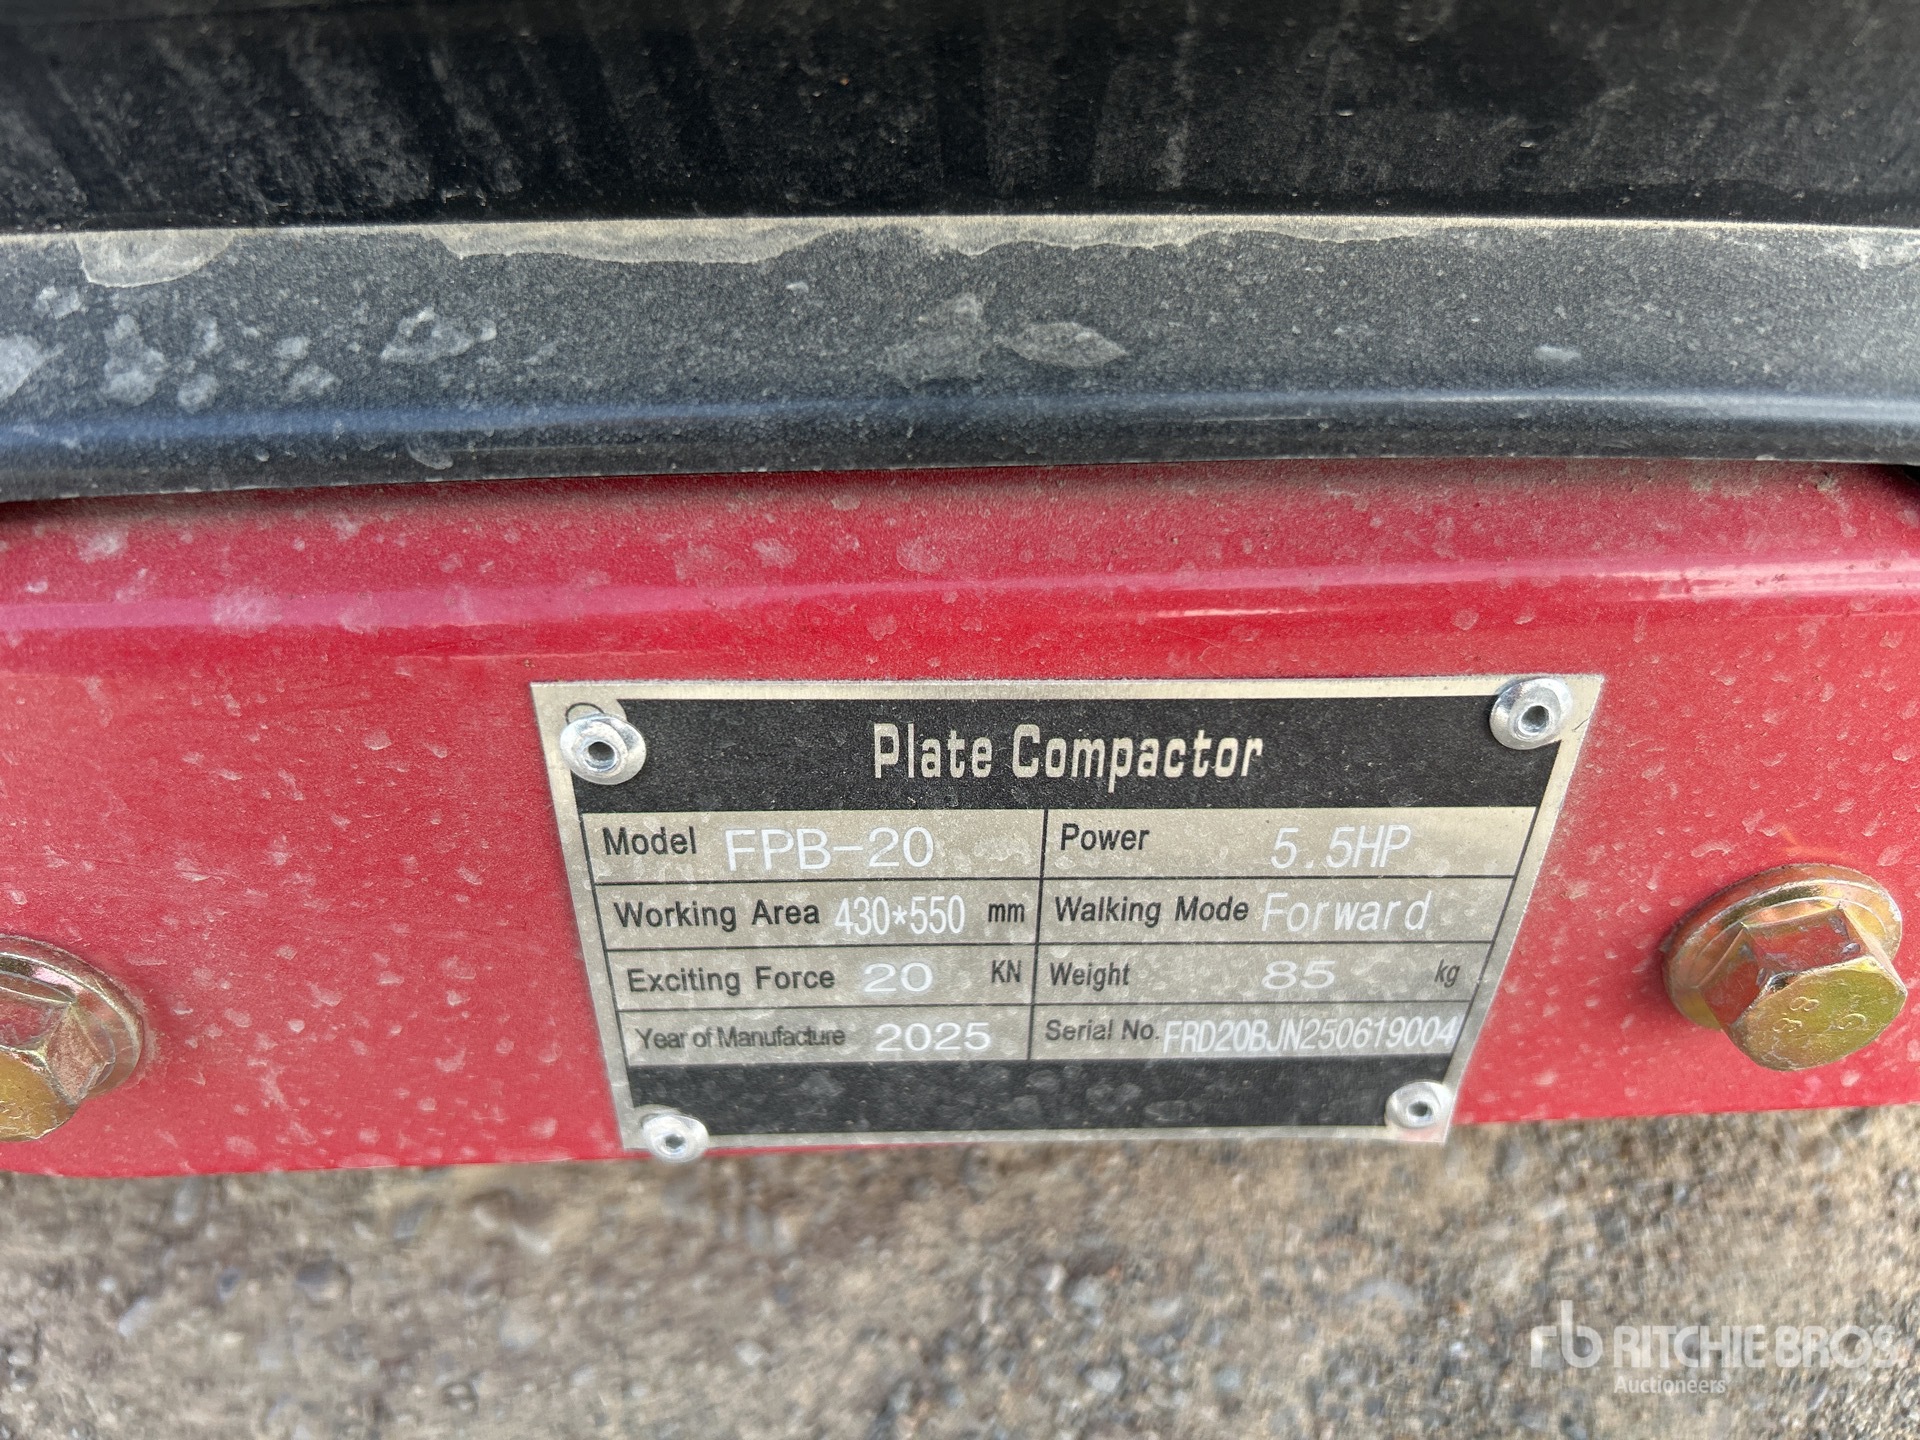 Plate Compactor
Model FPB-20 Power 5.5HP
Working Area 430*550 mm Walking Mode Forward
Exciting Force 20 KN Weight 85 kg
Year of Manufacture 2025 Serial No. FRD20BJN250619004
rb RITCHIE BROS.
Auctioneers